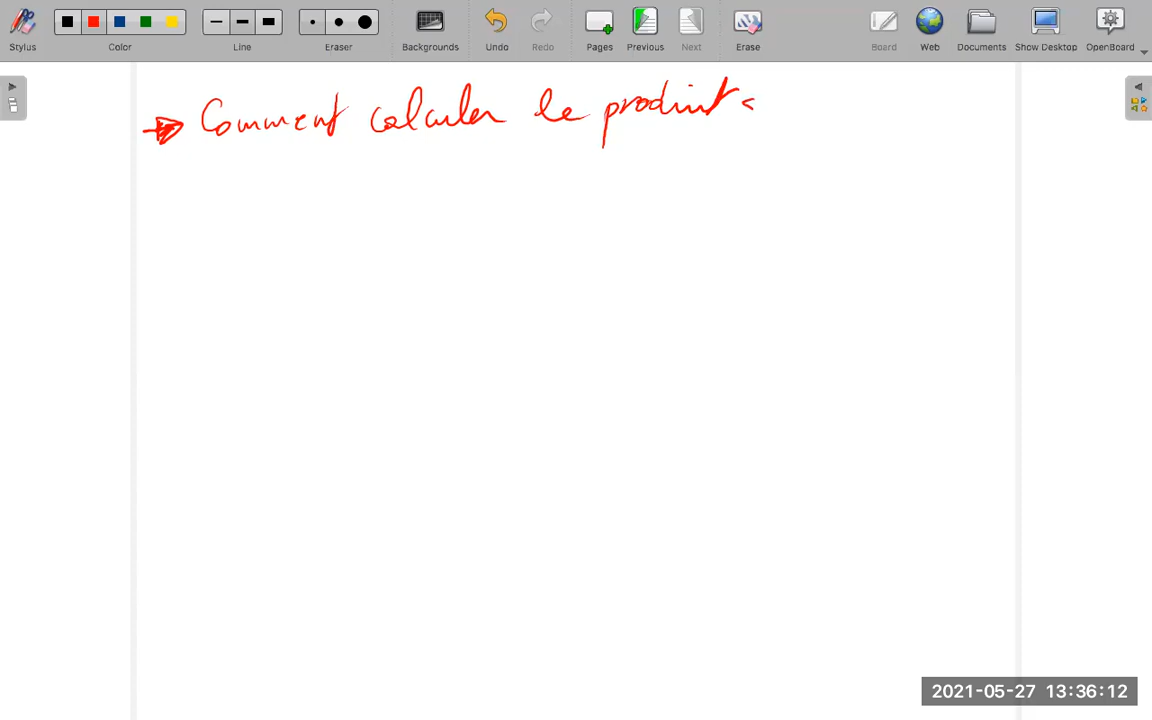 Stylus
Color
Line
Eraser
Backgrounds
Undo
Redo
Pages
Previous
Next
Erase
Board
Web
Documents
Show Desktop
OpenBoard
→ Comment calculer le produit
2021-05-27 13:36:12